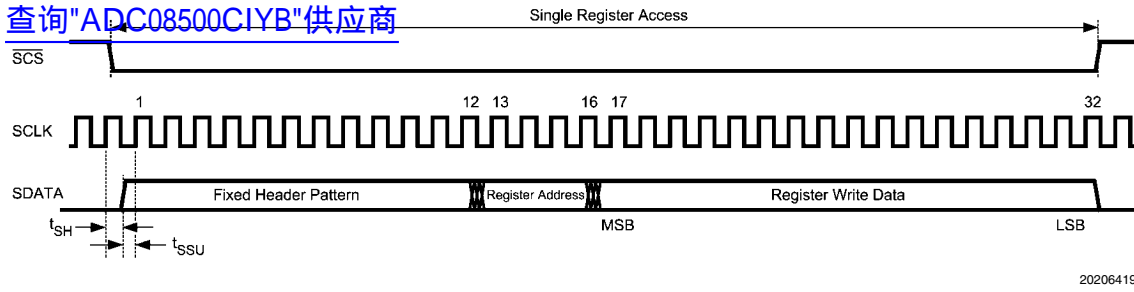 查询"ADC08500CIYB"供应商
Single Register Access
SCS
1 12 13 16 17 32
SCLK
SDATA Fixed Header Pattern Register Address Register Write Data
tSH MSB LSB
tSSU
20206419